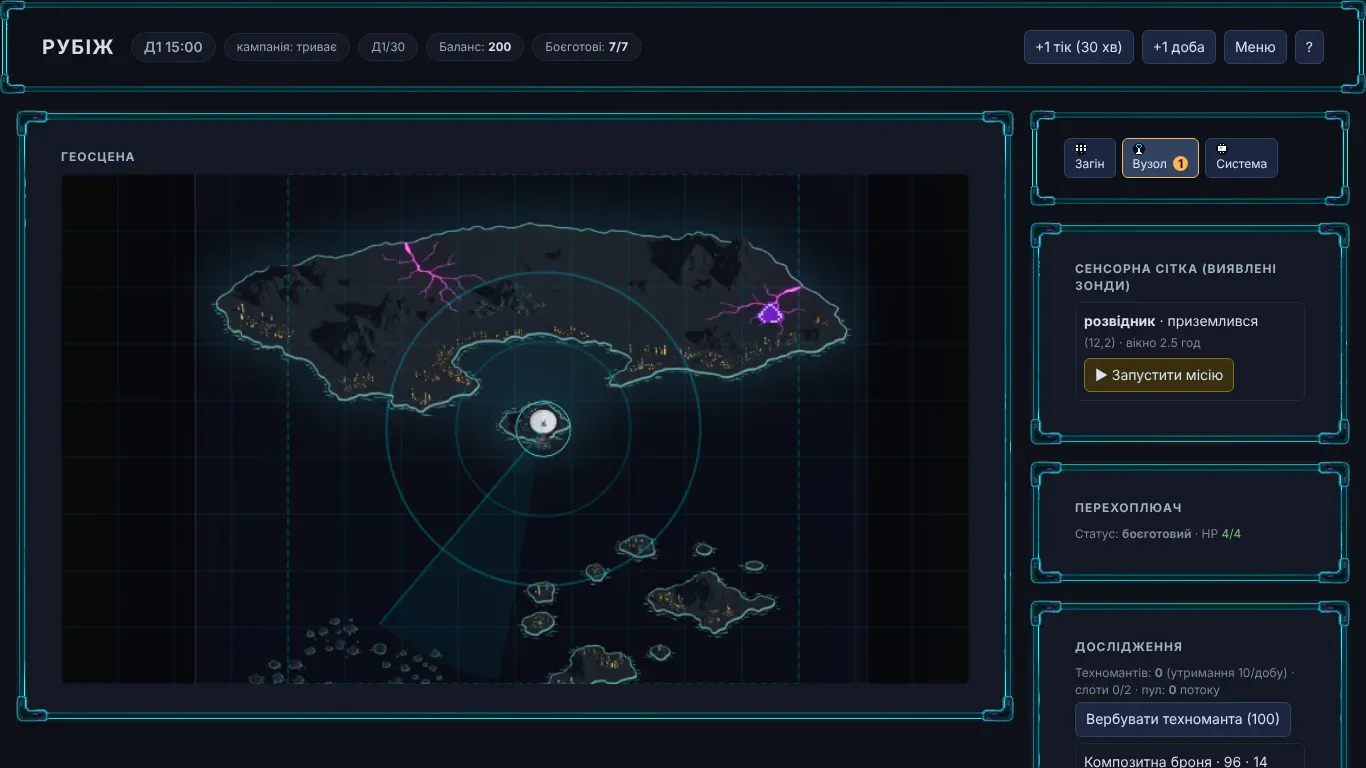 РУБІЖ
Д1 15:00
кампанія: триває
Д1/30
Баланс: 200
Боєготові: 7/7
+1 тік (30 хв)
+1 доба
Меню
?
ГЕОСЦЕНА
Загін
Вузол 1
Система
СЕНСОРНА СІТКА (ВИЯВЛЕНІ
ЗОНДИ)
розвідник · приземлився
(12,2) · вікно 2.5 год
▶ Запустити місію
ПЕРЕХОПЛЮВАЧ
Статус: боєготовий · HP 4/4
ДОСЛІДЖЕННЯ
Техномантів: 0 (утримання 10/добу) ·
слоти 0/2 · пул: 0 потоку
Вербувати техноманта (100)
Композитна броня · 96 · 14